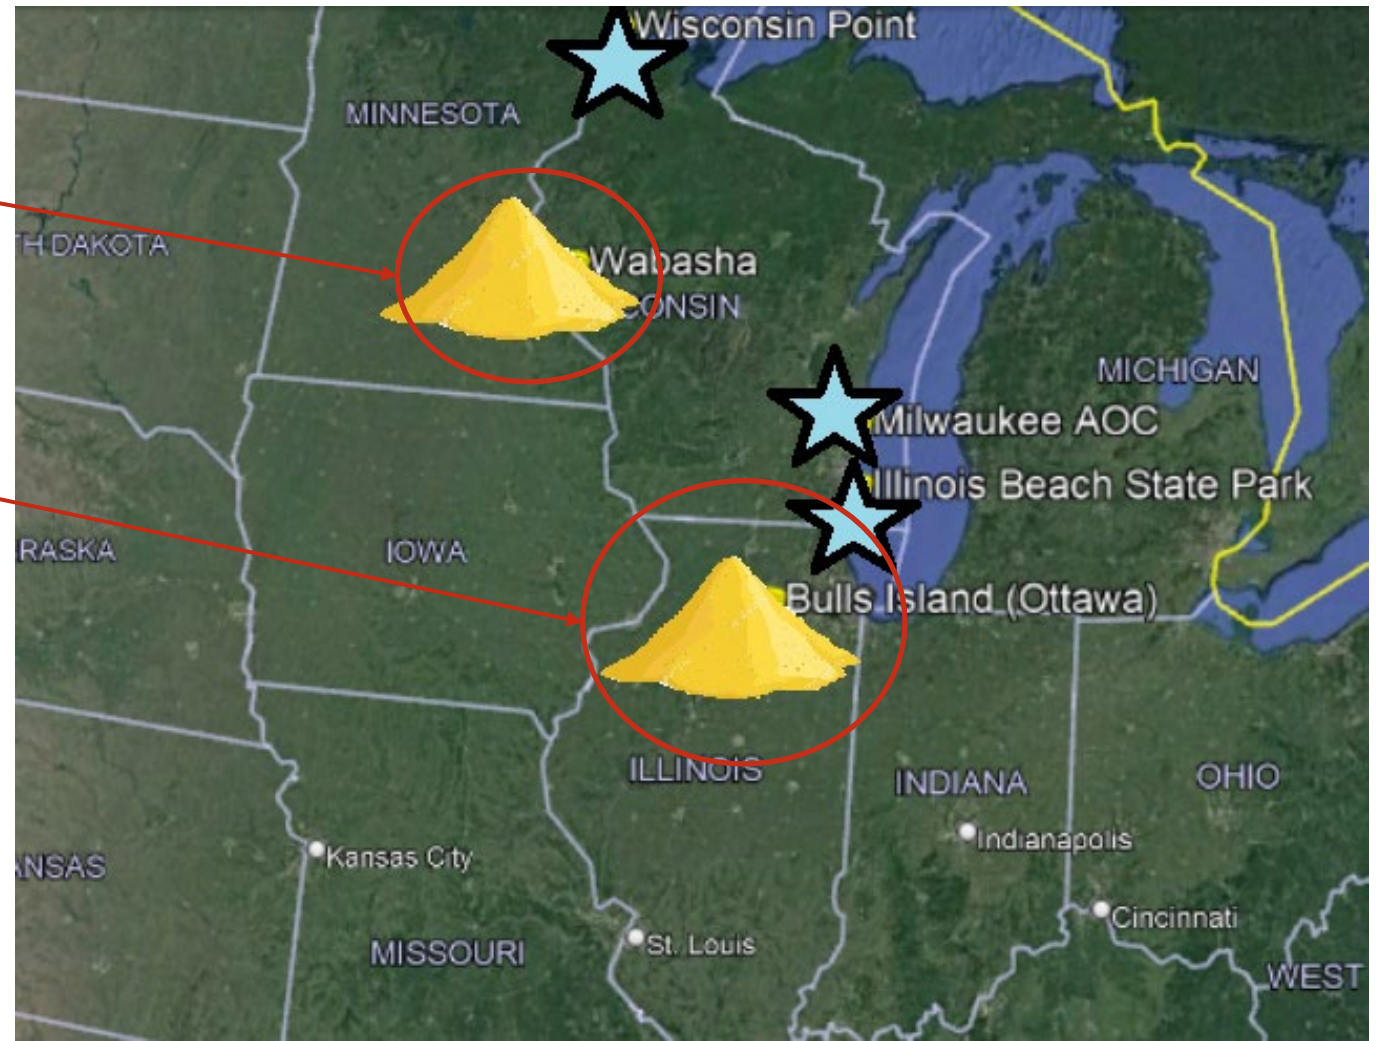 Wisconsin Point
MINNESOTA
TH DAKOTA
Wabasha
CONSIN
MICHIGAN
Milwaukee AOC
Illinois Beach State Park
RASKA
IOWA
Bulls Island (Ottawa)
ILLINOIS
INDIANA
OHIO
Indianapolis
Kansas City
ANSAS
Cincinnati
St. Louis
MISSOURI
WEST